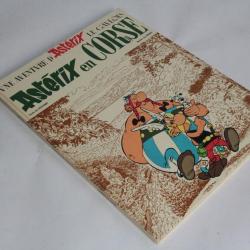 UNE AVENTURE D'Astérix LE GAULOIS
Astérix en CORSE